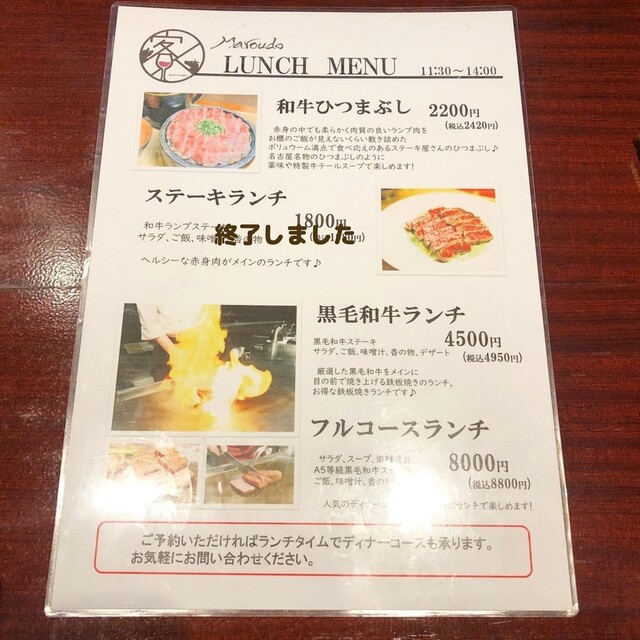 客
Maroudo
LUNCH MENU 11:30～14:00
和牛ひつまぶし 2200円
(税込2420円)
赤身の中でも柔らかく肉質の良いランプ肉を
お櫃のご飯が見えないくらい敷き詰めた
ボリュウーム満点で食べ応えのあるステーキ屋さんのひつまぶし♪
名古屋名物のひつまぶしのように
薬味や特製牛テールスープで楽しめます!
ステーキランチ
1800円
和牛ランプステー
サラダ、ご飯、味噌 香の物
終了しました
ヘルシーな赤身肉がメインのランチです♪
黒毛和牛ランチ
4500円
(税込4950円)
黒毛和牛ステーキ
サラダ、ご飯、味噌汁、香の物、デザート
厳選した黒毛和牛をメインに
目の前で焼き上げる鉄板焼きのランチ。
お得な鉄板焼きランチです♪
フルコースランチ
8000円
(税込8800円)
サラダ、スープ、
A5等級黒毛和牛ス
ご飯、味噌汁、香の物
人気のディナー ランチで楽しめます!
ご予約いただければランチタイムでディナーコースも承ります。
お気軽にお問い合わせください。